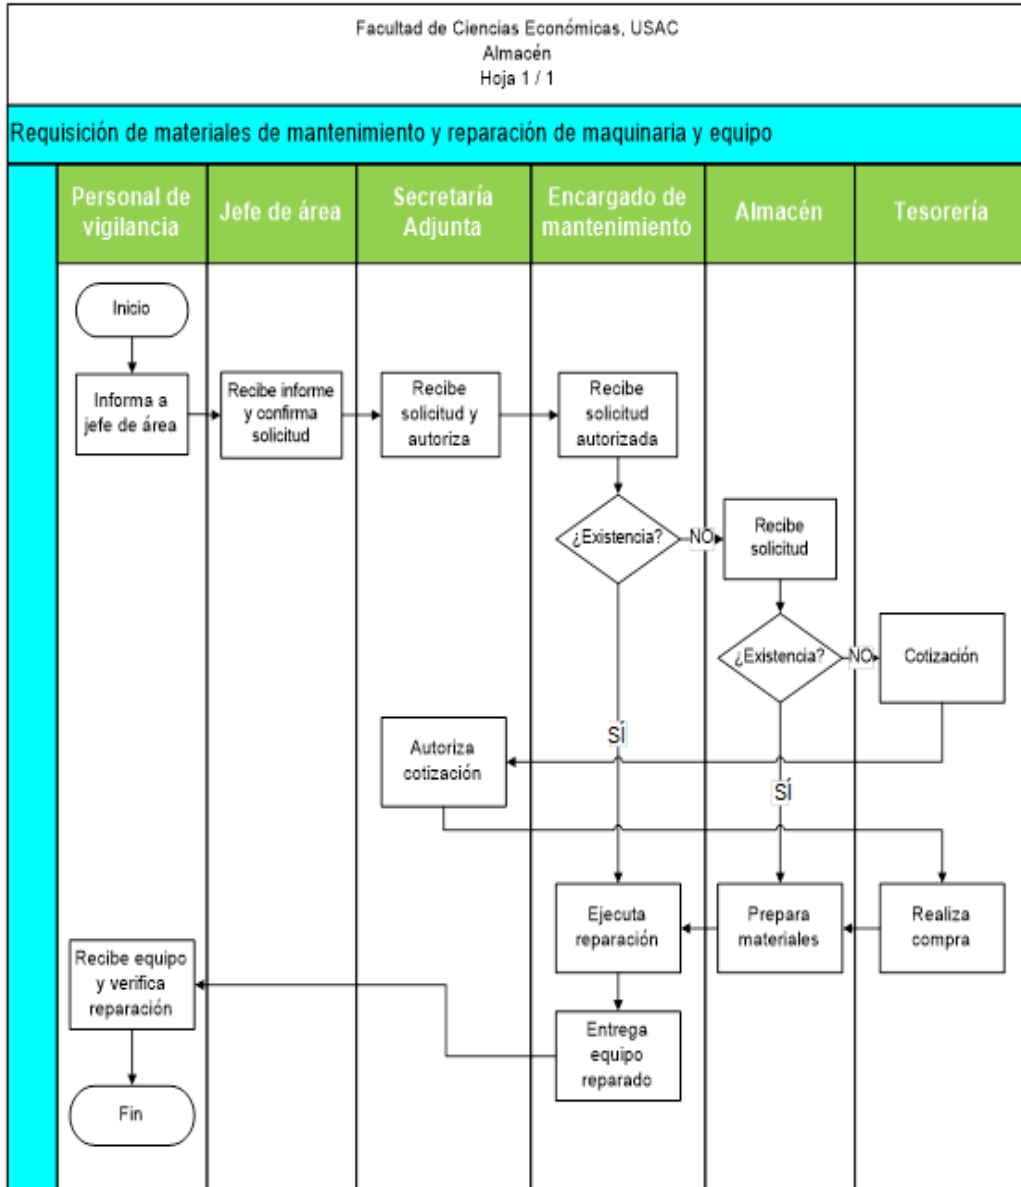 Facultad de Ciencias Económicas, USAC
Almacén
Hoja 1 / 1
Requisición de materiales de mantenimiento y reparación de maquinaria y equipo
Personal de
vigilancia
Jefe de área
Secretaría
Adjunta
Encargado de
mantenimiento
Almacén
Tesorería
Inicio
Informa a
jefe de área
Recibe informe
y confirma
solicitud
Recibe
solicitud y
autoriza
Recibe
solicitud
autorizada
¿Existencia?
NO
Recibe
solicitud
¿Existencia?
NO
Cotización
SÍ
Autoriza
cotización
SÍ
Ejecuta
reparación
Prepara
materiales
Realiza
compra
Recibe equipo
y verifica
reparación
Entrega
equipo
reparado
Fin